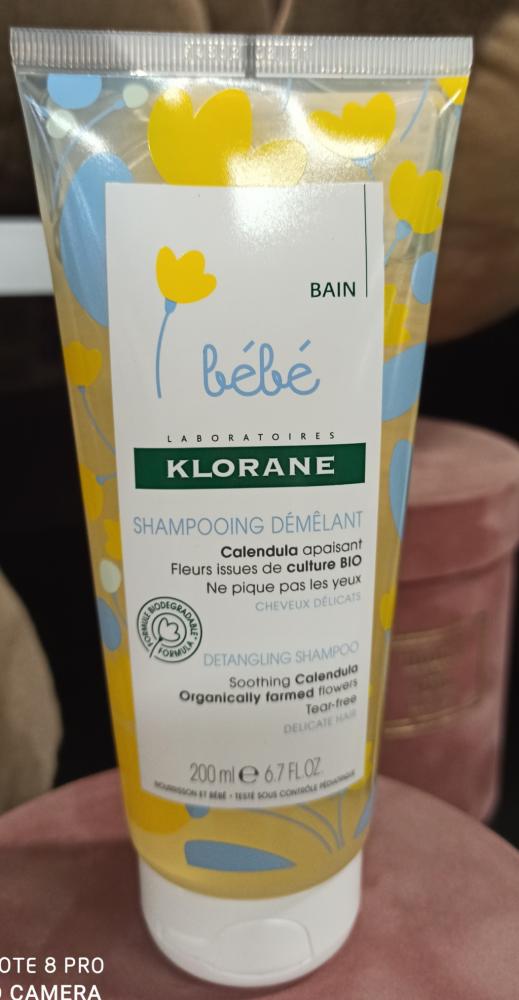 BAIN
bébé
LABORATOIRES
KLORANE
SHAMPOOING DÉMÊLANT
Calendula apaisant
Fleurs issues de culture BIO
Ne pique pas les yeux
CHEVEUX DÉLICATS
FORMULE BIODEGRADABLE • FORMULA •
DETANGLING SHAMPOO
Soothing Calendula
Organically farmed flowers
Tear-free
DELICATE HAIR
200 ml e 6.7 FL.OZ.
NOURRISSON ET BÉBÉ • TESTÉ SOUS CONTRÔLE PÉDIATRIQUE
OTE 8 PRO
CAMERA